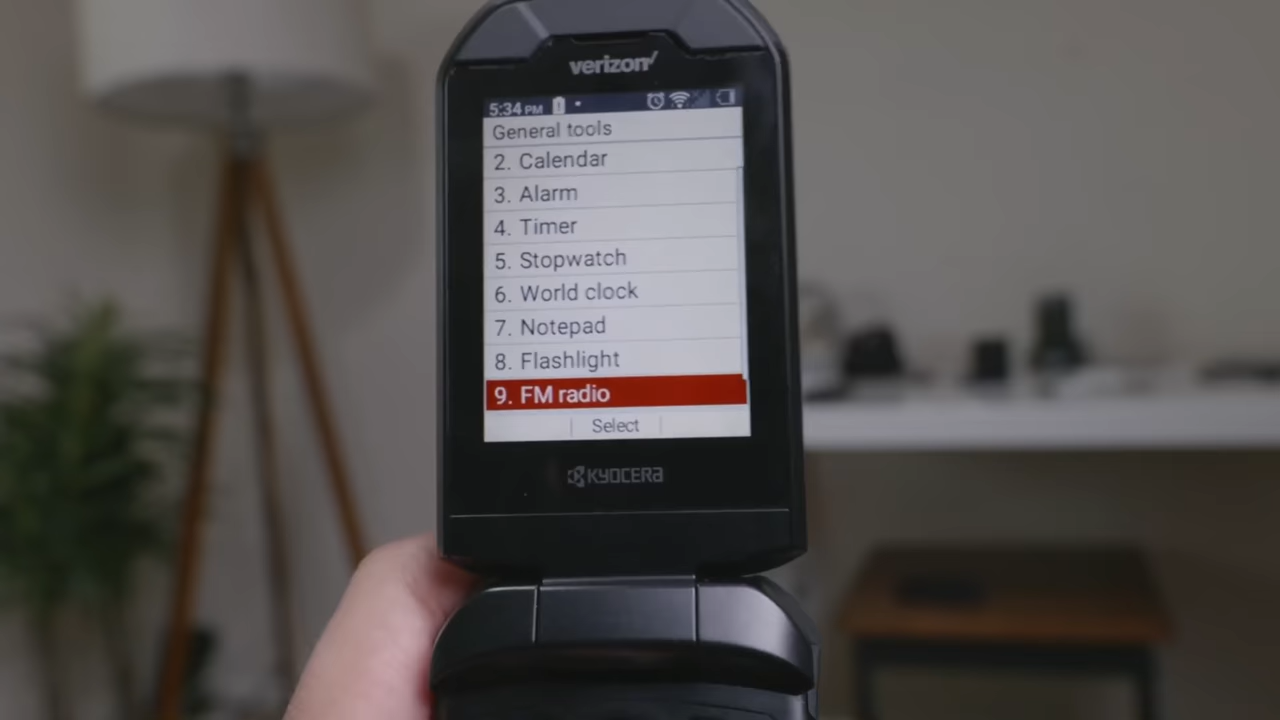 verizon
5:34 PM
General tools
2. Calendar
3. Alarm
4. Timer
5. Stopwatch
6. World clock
7. Notepad
8. Flashlight
9. FM radio
Select
KYOCERA